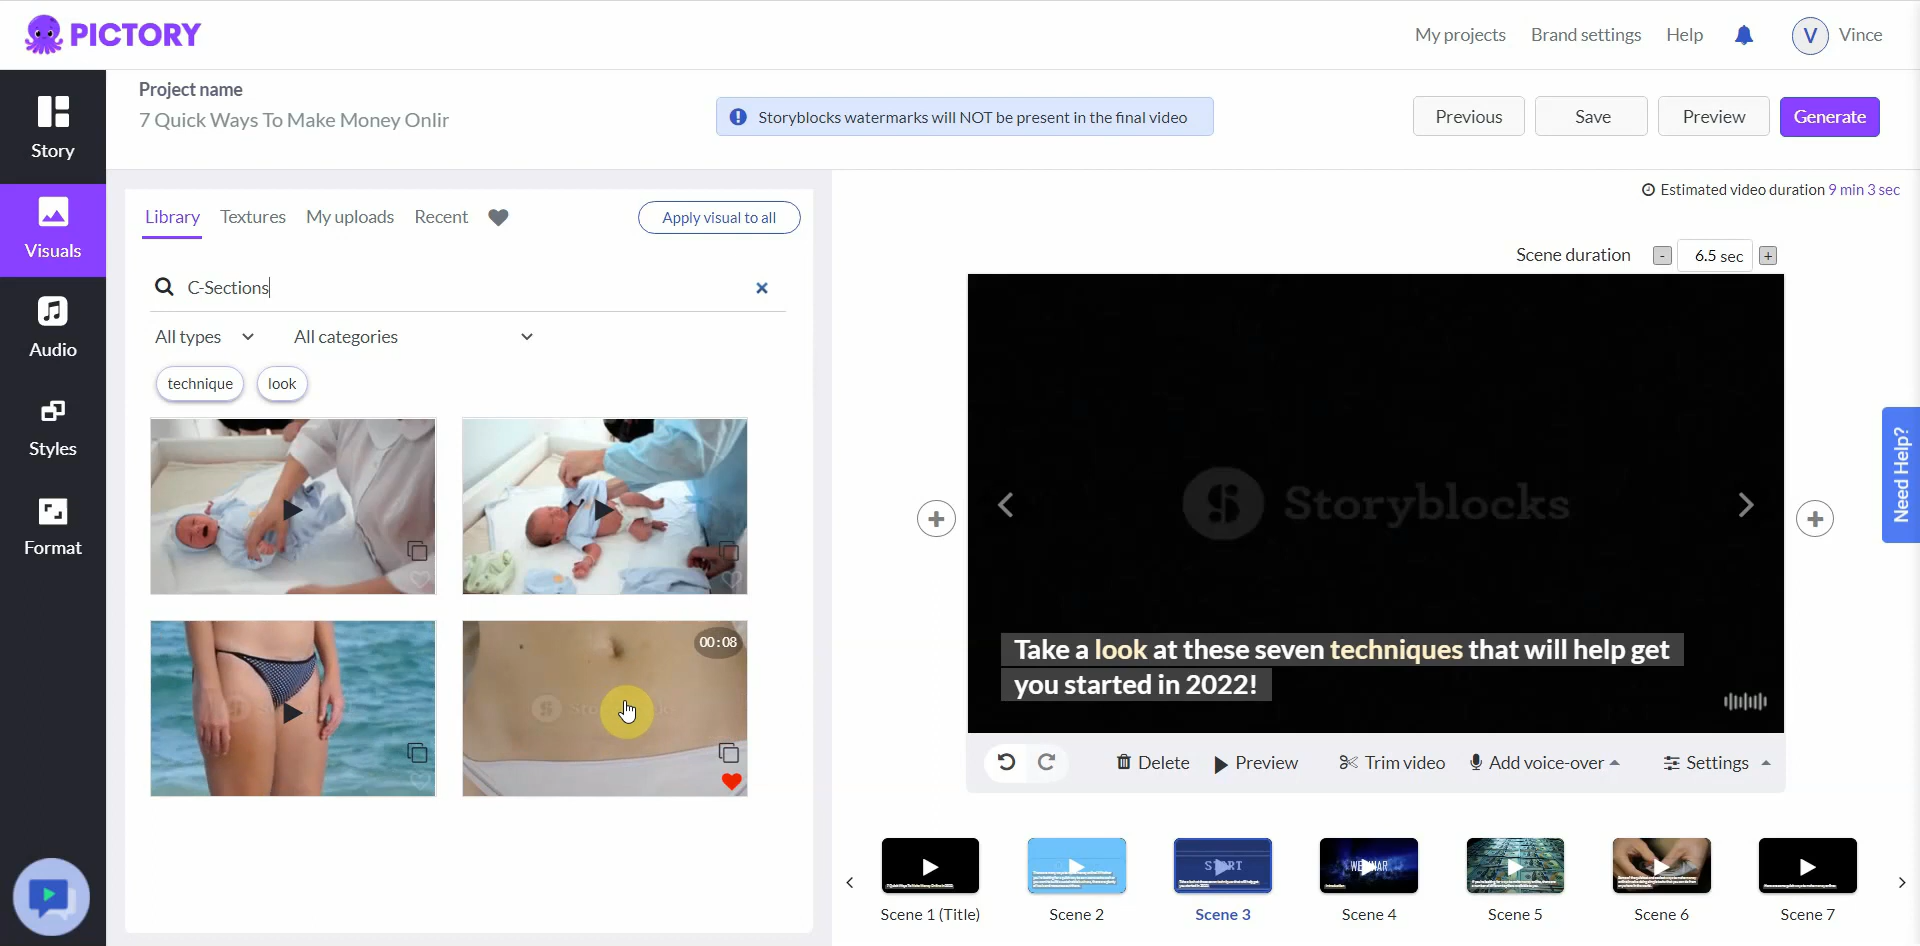 PICTORY
My projects
Brand settings
Help
V
Vince
Project name
7 Quick Ways To Make Money Onlir
Storyblocks watermarks will NOT be present in the final video
Previous
Save
Preview
Generate
Story
Visuals
Audio
Styles
Format
Library
Textures
My uploads
Recent
Apply visual to all
C-Sections
All types
All categories
technique
look
00:08
Estimated video duration 9 min 3 sec
Scene duration
-
6.5 sec
+
Storyblocks
Take a look at these seven techniques that will help get
you started in 2022!
Delete
Preview
Trim video
Add voice-over
Settings
Need Help?
START
WEBINAR
Scene 1 (Title)
Scene 2
Scene 3
Scene 4
Scene 5
Scene 6
Scene 7